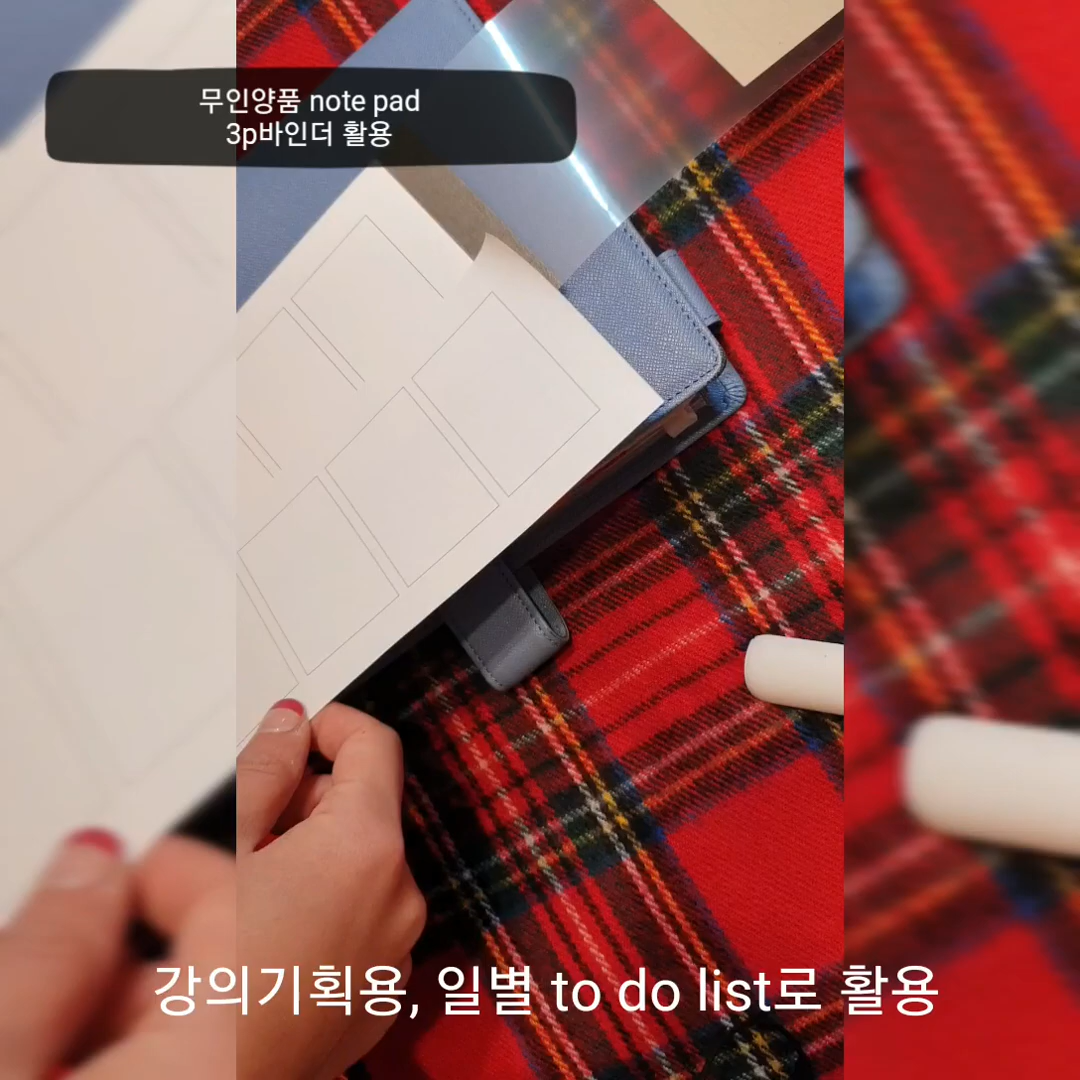 무인양품 note pad
3p바인더 활용
강의기획용, 일별 to do list로 활용